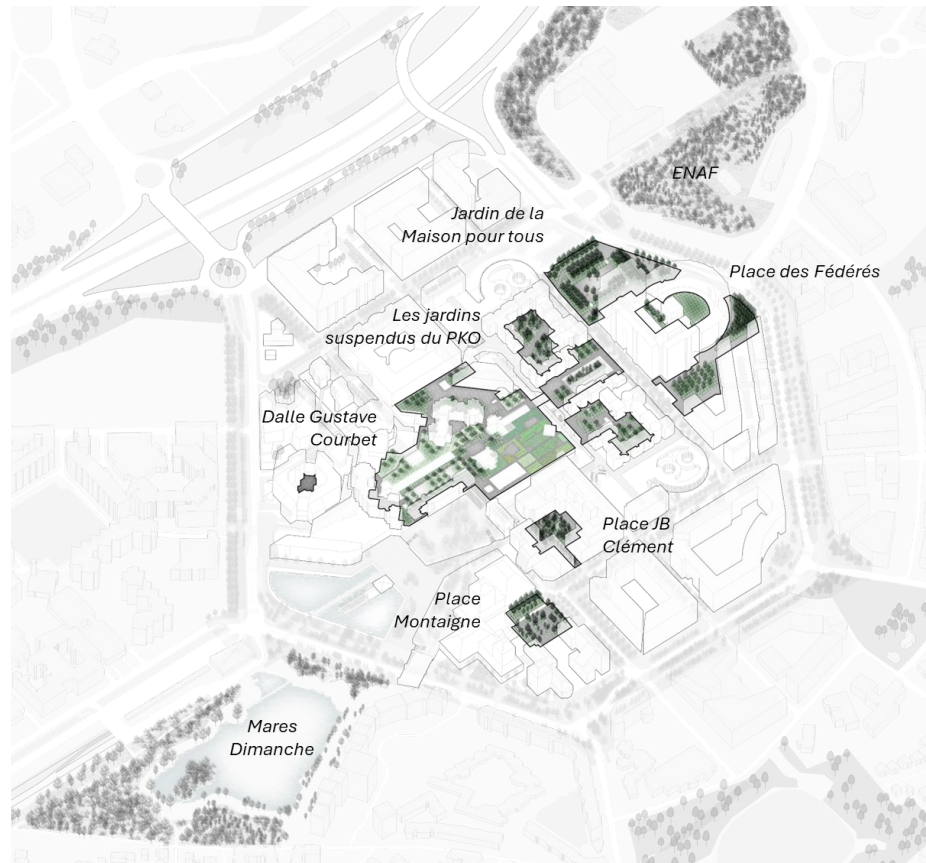 ENAF
Jardin de la
Maison pour tous
Place des Fédérés
Les jardins
suspendus du PKO
Dalle Gustave
Courbet
Place JB
Clément
Place
Montaigne
Mares
Dimanche